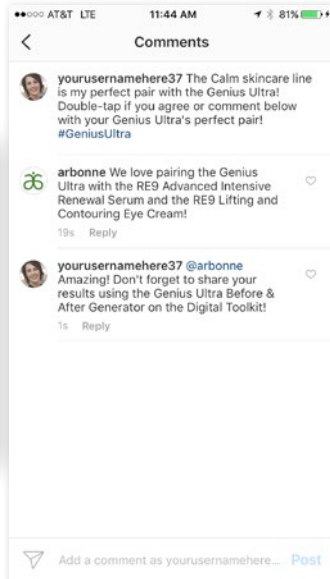 ●●○○○ AT&T LTE 11:44 AM 81%
Comments
yourusernamehere37 The Calm skincare line
is my perfect pair with the Genius Ultra!
Double-tap if you agree or comment below
with your Genius Ultra's perfect pair!
#GeniusUltra
arbonne We love pairing the Genius
Ultra with the RE9 Advanced Intensive
Renewal Serum and the RE9 Lifting and
Contouring Eye Cream!
19s Reply
yourusernamehere37 @arbonne
Amazing! Don't forget to share your
results using the Genius Ultra Before &
After Generator on the Digital Toolkit!
1s Reply
Add a comment as yourusernamehere... Post